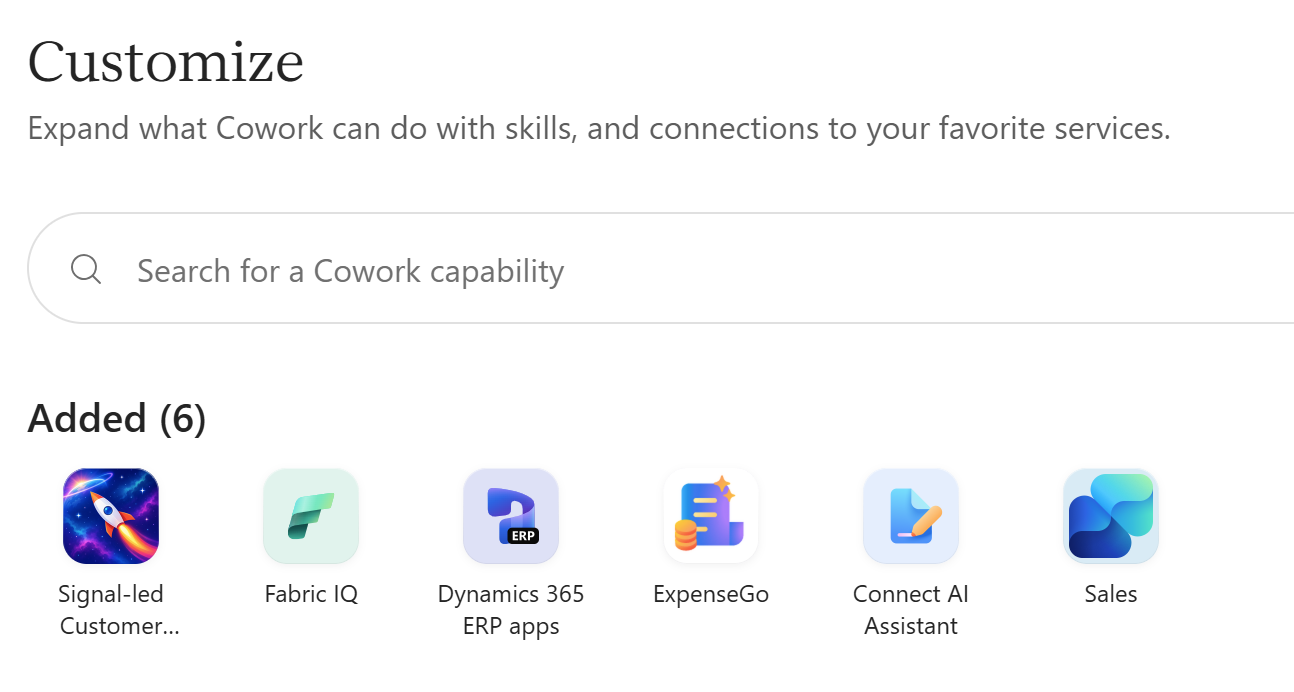 Customize
Expand what Cowork can do with skills, and connections to your favorite services.
Search for a Cowork capability
Added (6)
Signal-led
Customer...
Fabric IQ
Dynamics 365
ERP apps
ERP
ExpenseGo
Connect AI
Assistant
Sales